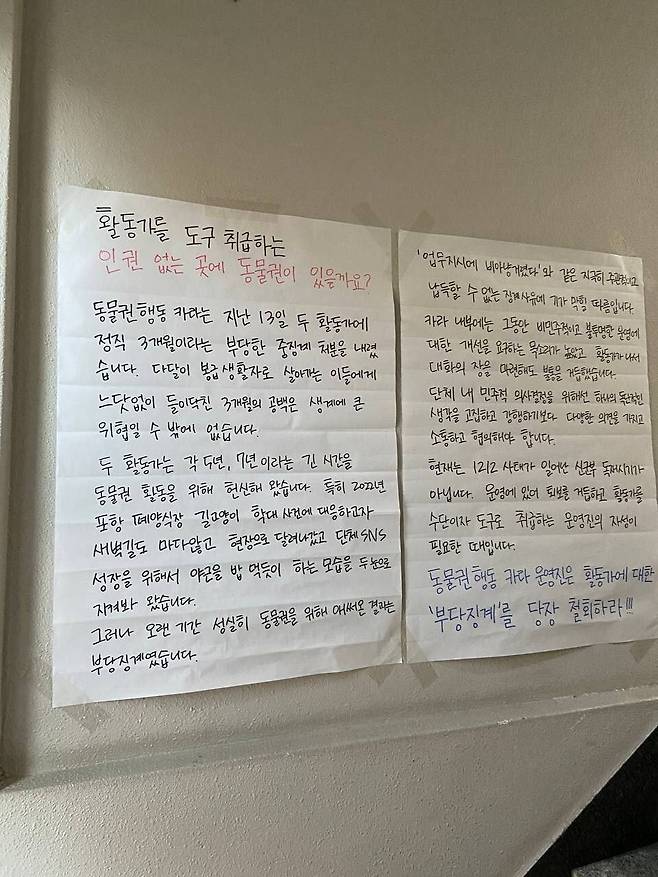 활동가를 도구 취급하는
인권 없는 곳에 동물권이 있을까요?
동물권행동 카라는 지난 13일 두 활동가에
정직 3개월이라는 부당한 중징계 처분을 내렸
습니다. 다달이 봉급 생활자로 살아가는 이들에게
느닷없이 들이닥친 3개월의 공백은 생계에 큰
위협일 수 밖에 없습니다.
두 활동가는 각 5년, 7년이라는 긴 시간을
동물권 활동을 위해 헌신해 왔습니다. 특히 2022년
포항 폐양식장 길고양이 학대 사건에 대응하고자
새벽길도 마다않고 현장으로 달려나갔고 단체 SNS
성장을 위해서 야근을 밥 먹듯이 하는 모습을 두 눈으로
지켜봐 왔습니다.
그러나 오랜 기간 성실히 동물권을 위해 애써온 결과는
부당징계였습니다.
'업무지시에 비아냥거렸다'와 같은 지극히 주관적이고
납득할 수 없는 징계사유에 기가 막힐 따름입니다.
카라 내부에는 그동안 비민주적이고 불투명한 운영에
대한 개선을 요하는 목소리가 높았고 활동가가 나서
대화의 장을 마련해도 불통을 거듭했습니다.
단체 내 민주적 의사결정을 위해선 하나의 독단적인
생각을 고집하고 강행하기보다 다양한 의견을 가지고
소통하고 협의해야 합니다.
현재는 1212 사태가 일어난 신군부 독재시기가
아닙니다. 운영에 있어 퇴보를 거듭하고 활동가를
수단이자 도구로 취급하는 운영진의 자성이
필요한 때입니다.
동물권행동 카라 운영진은 활동가에 대한
'부당징계'를 당장 철회하라!!!